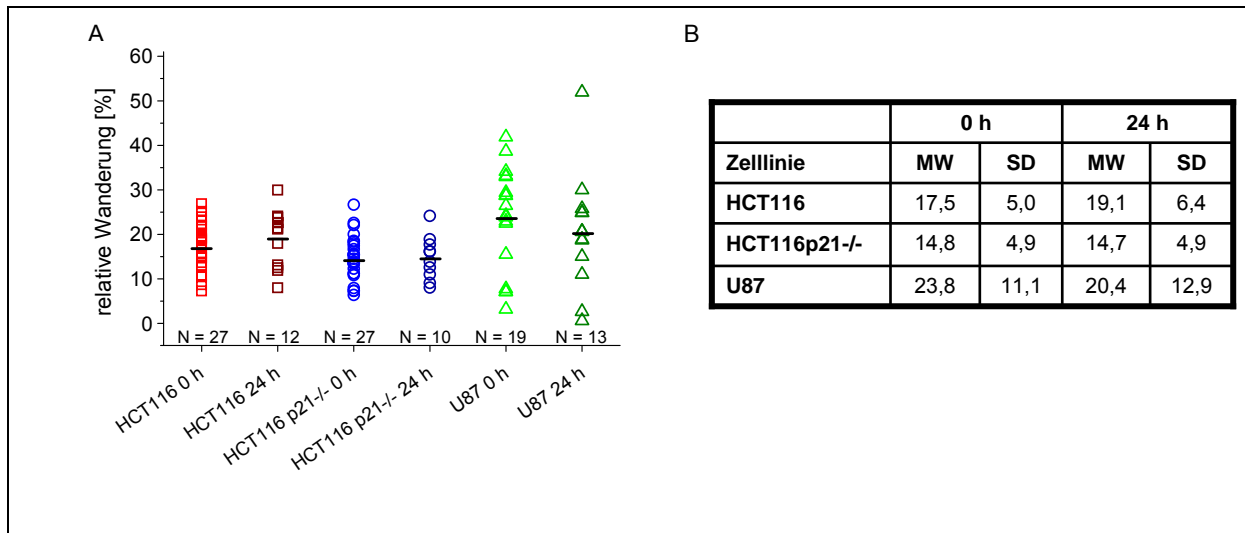 A
relative Wanderung [%]
60
50
40
30
20
10
0
N = 27 N = 12 N = 27 N = 10 N = 19 N = 13
HCT116 0 h
HCT116 24 h
HCT116 p21-/- 0 h
HCT116 p21-/- 24 h
U87 0 h
U87 24 h
B
0 h 24 h
Zelllinie MW SD MW SD
HCT116 17,5 5,0 19,1 6,4
HCT116p21-/- 14,8 4,9 14,7 4,9
U87 23,8 11,1 20,4 12,9